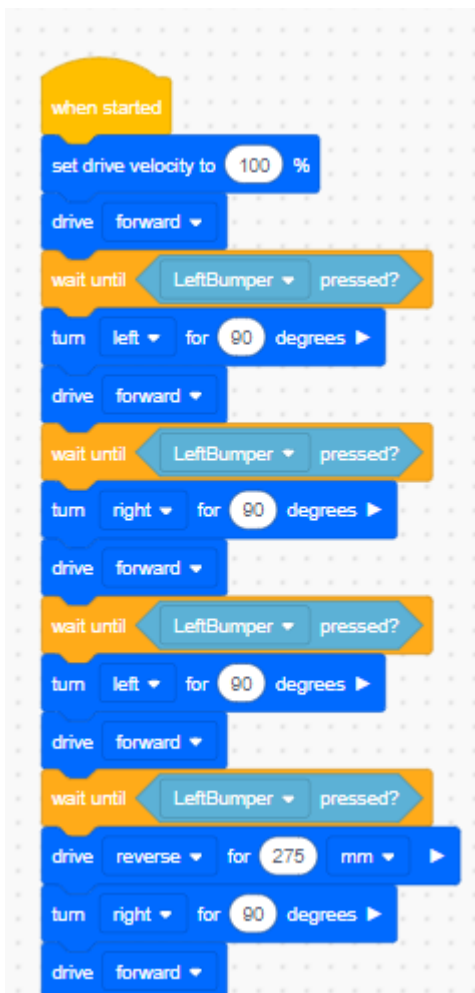 when started
set drive velocity to 100 %
drive forward
wait until LeftBumper pressed?
turn left for 90 degrees
drive forward
wait until LeftBumper pressed?
turn right for 90 degrees
drive forward
wait until LeftBumper pressed?
turn left for 90 degrees
drive forward
wait until LeftBumper pressed?
drive reverse for 275 mm
turn right for 90 degrees
drive forward